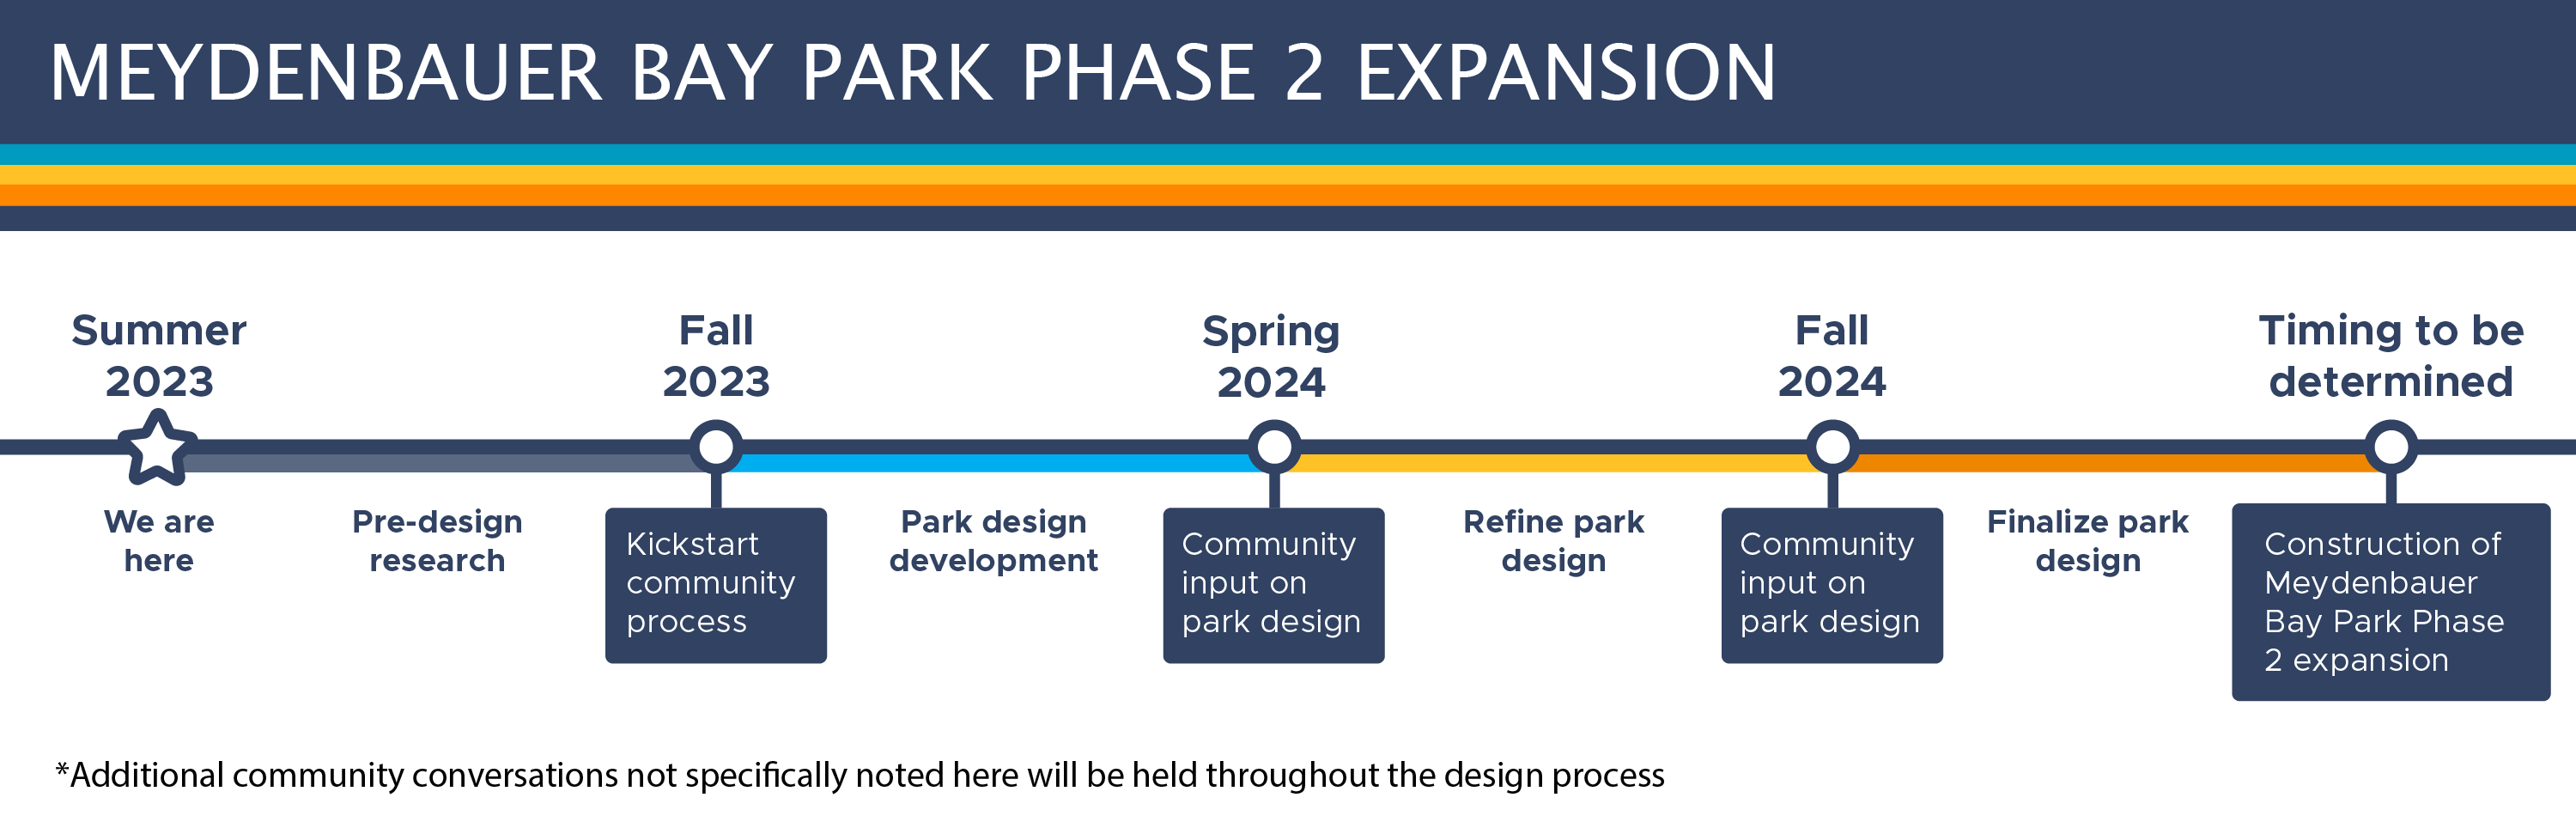 MEYDENBAUER BAY PARK PHASE 2 EXPANSION
Summer
2023
Fall
2023
Spring
2024
Fall
2024
Timing to be
determined
We are
here
Pre-design
research
Kickstart
community
process
Park design
development
Community
input on
park design
Refine park
design
Community
input on
park design
Finalize park
design
Construction of
Meydenbauer
Bay Park Phase
2 expansion
*Additional community conversations not specifically noted here will be held throughout the design process